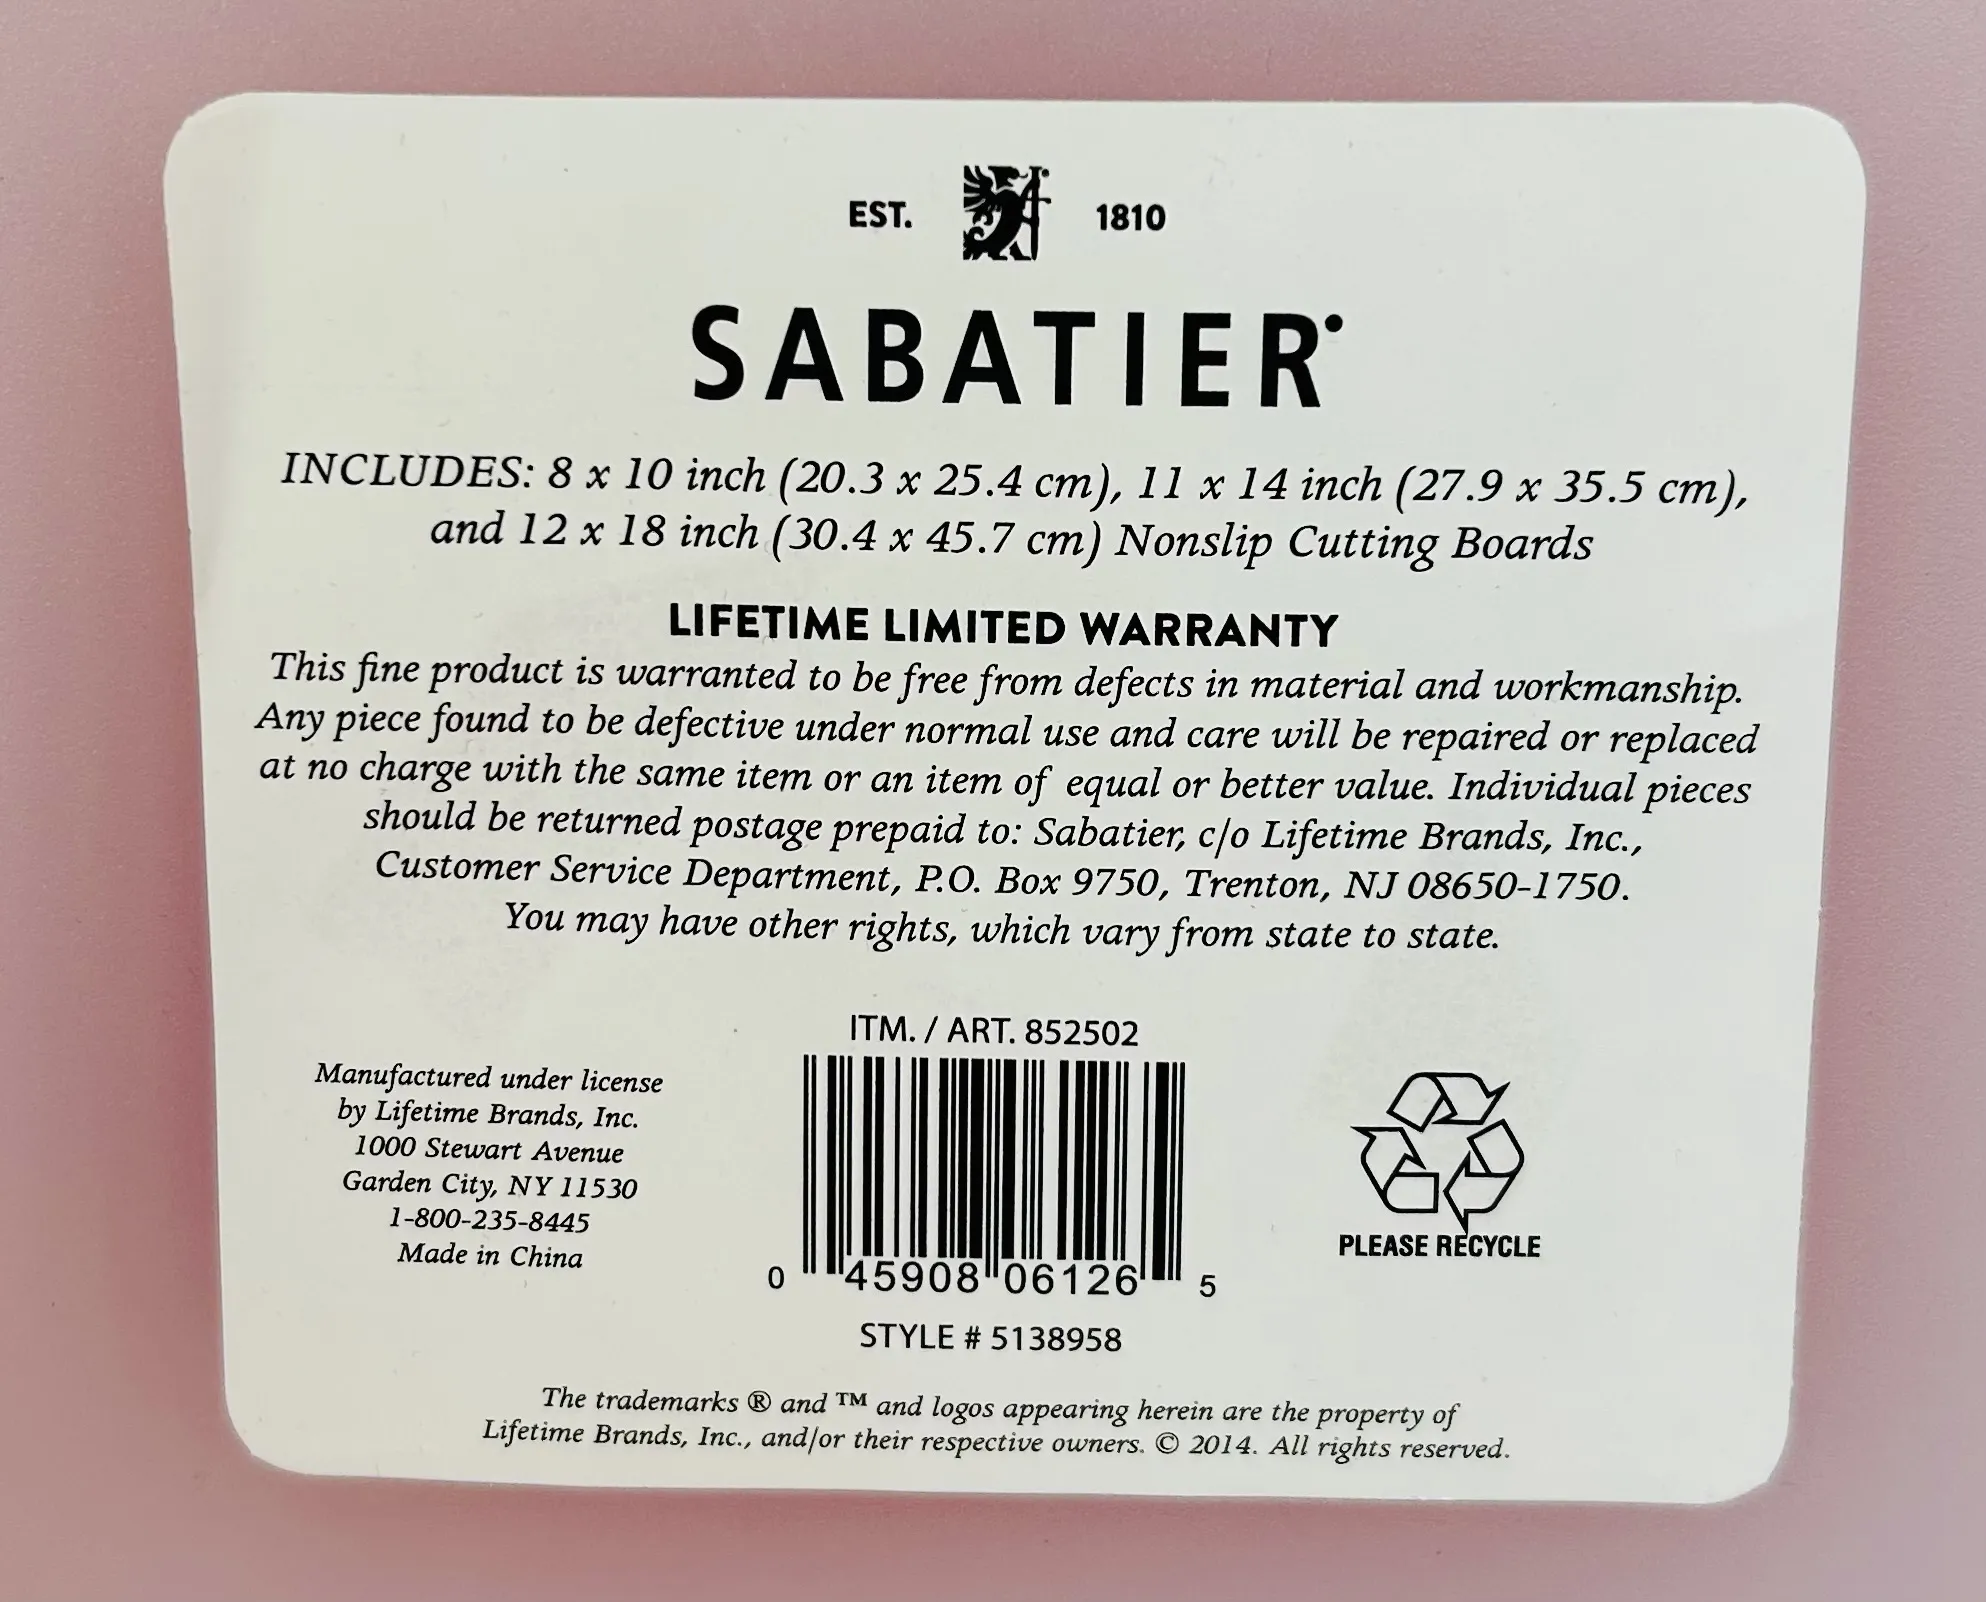 EST. 1810
SABATIER
INCLUDES: 8 x 10 inch (20.3 x 25.4 cm), 11 x 14 inch (27.9 x 35.5 cm),
and 12 x 18 inch (30.4 x 45.7 cm) Nonslip Cutting Boards
LIFETIME LIMITED WARRANTY
This fine product is warranted to be free from defects in material and workmanship.
Any piece found to be defective under normal use and care will be repaired or replaced
at no charge with the same item or an item of equal or better value. Individual pieces
should be returned postage prepaid to: Sabatier, c/o Lifetime Brands, Inc.,
Customer Service Department, P.O. Box 9750, Trenton, NJ 08650-1750.
You may have other rights, which vary from state to state.
Manufactured under license
by Lifetime Brands, Inc.
1000 Stewart Avenue
Garden City, NY 11530
1-800-235-8445
Made in China
ITM. / ART. 852502
0 45908 06126 5
STYLE # 5138958
PLEASE RECYCLE
The trademarks ® and ™ and logos appearing herein are the property of
Lifetime Brands, Inc., and/or their respective owners. © 2014. All rights reserved.